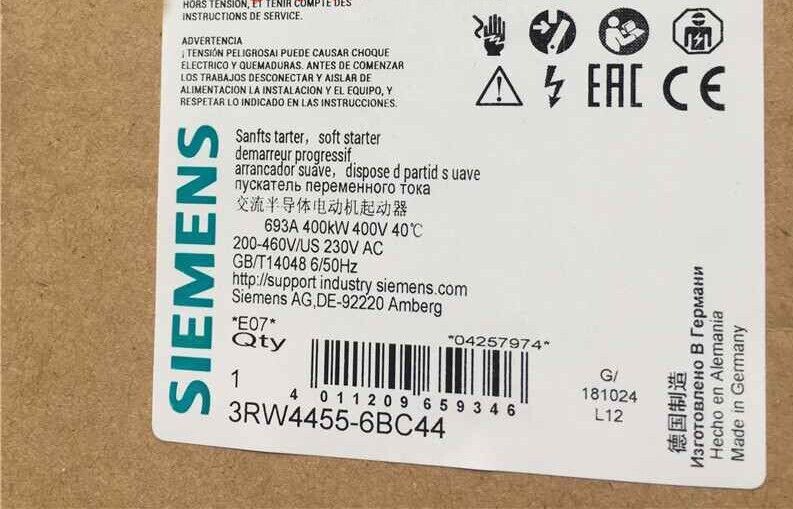 HORS TENSION, ET TENIR COMPTE DES
INSTRUCTIONS DE SERVICE.
ADVERTENCIA
¡TENSIÓN PELIGROSA! PUEDE CAUSAR CHOQUE
ELECTRICO Y QUEMADURAS. ANTES DE COMENZAR
LOS TRABAJOS DESCONECTAR Y AISLAR DE
ALIMENTACION LA INSTALACION Y EL EQUIPO, Y
RESPETAR LO INDICADO EN LAS INSTRUCCIONES.
EAC CE
SIEMENS
Sanfts tarter, soft starter
demarreur progressif
arrancador suave, dispose d partid s uave
пускатель переменного тока
交流半导体电动机起动器
693A 400kW 400V 40℃
200-460V/US 230V AC
GB/T14048 6/50Hz
http://support industry siemens.com
Siemens AG,DE-92220 Amberg
*E07*
*04257974*
Qty
1
4 011209 659346
3RW4455-6BC44
G/
181024
L12
德国制造
Изготовлено В Германи
Hecho en Alemania
Made in Germany